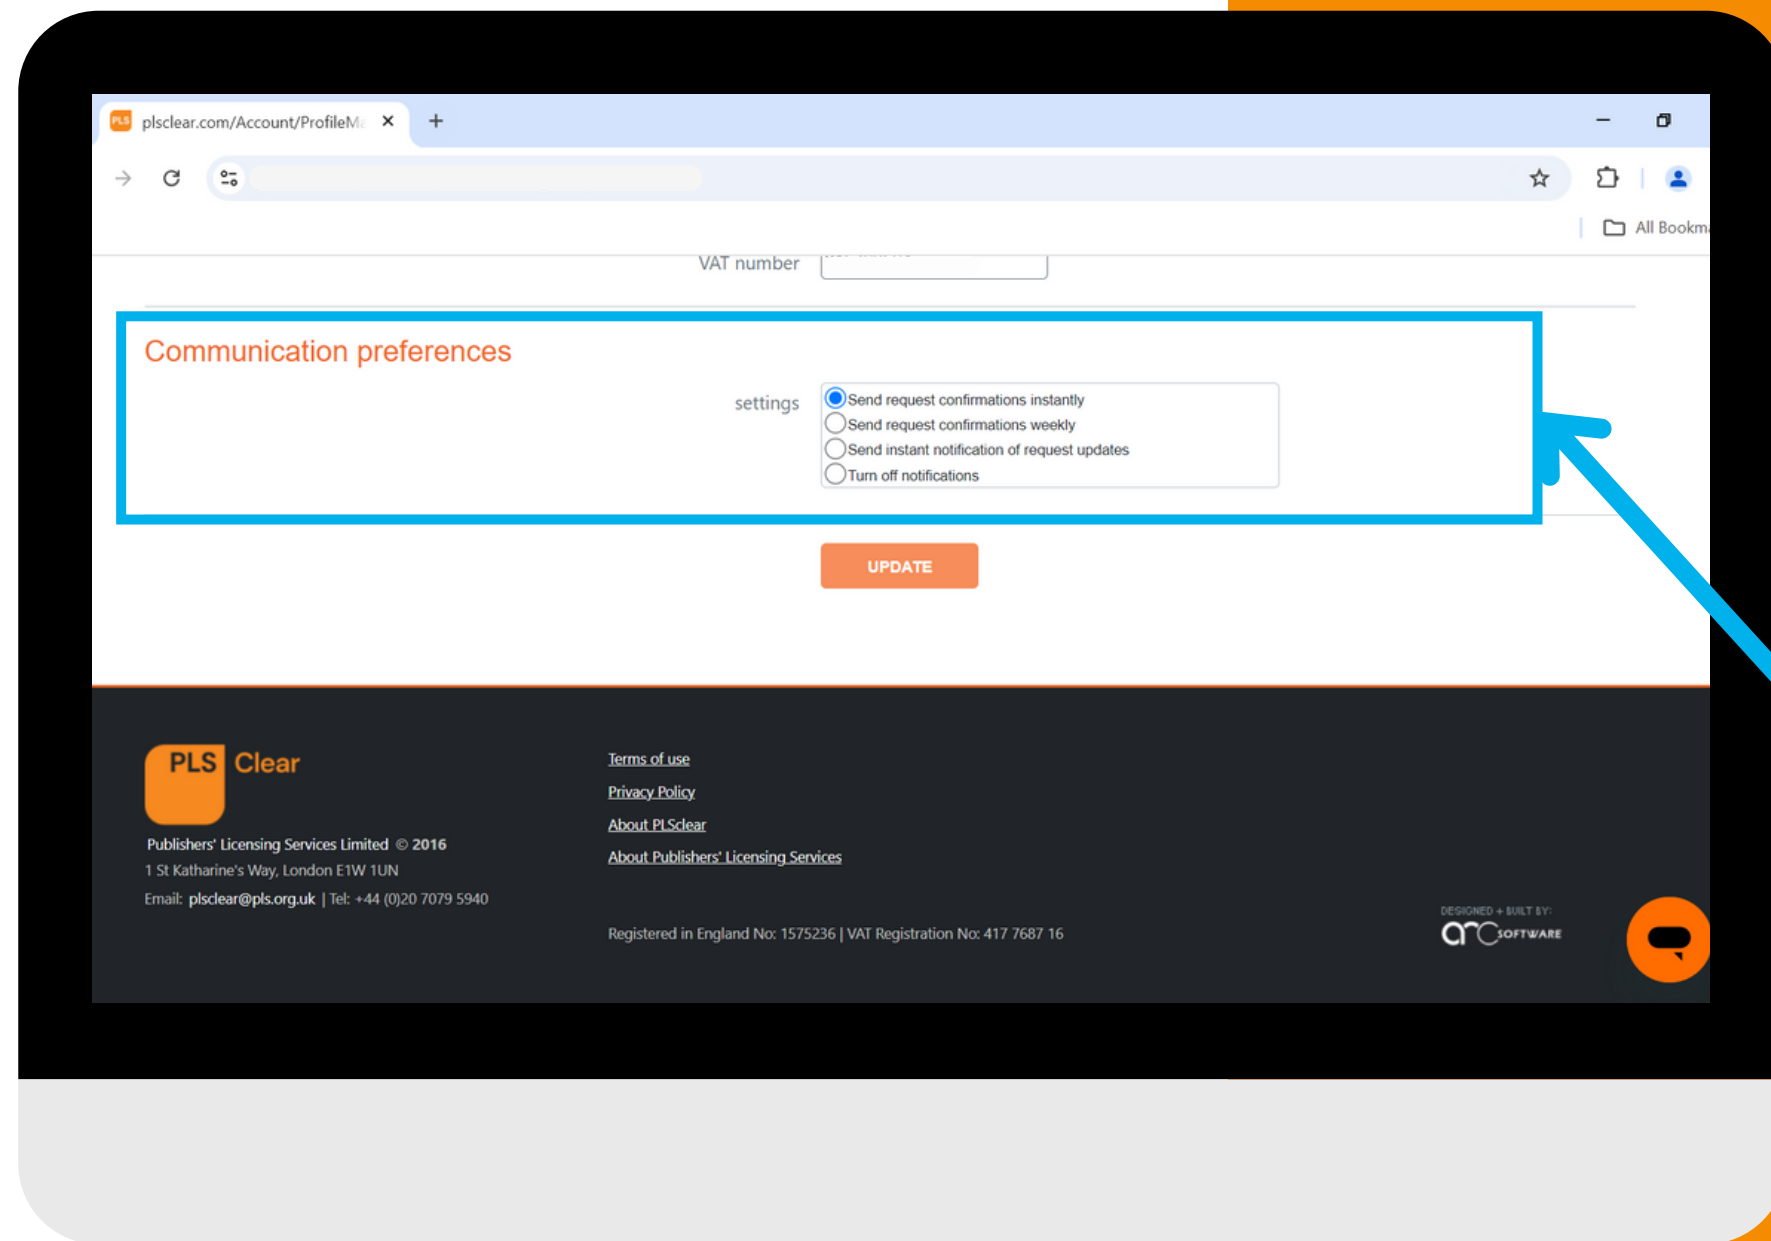 PLS plsclear.com/Account/ProfileM
All Bookm
VAT number
Communication preferences
settings
Send request confirmations instantly
Send request confirmations weekly
Send instant notification of request updates
Turn off notifications
UPDATE
PLS Clear
Publishers' Licensing Services Limited © 2016
1 St Katharine's Way, London E1W 1UN
Email: plsclear@pls.org.uk | Tel: +44 (0)20 7079 5940
Terms of use
Privacy Policy
About PLSclear
About Publishers' Licensing Services
Registered in England No: 1575236 | VAT Registration No: 417 7687 16
DESIGNED + BUILT BY:
arc SOFTWARE